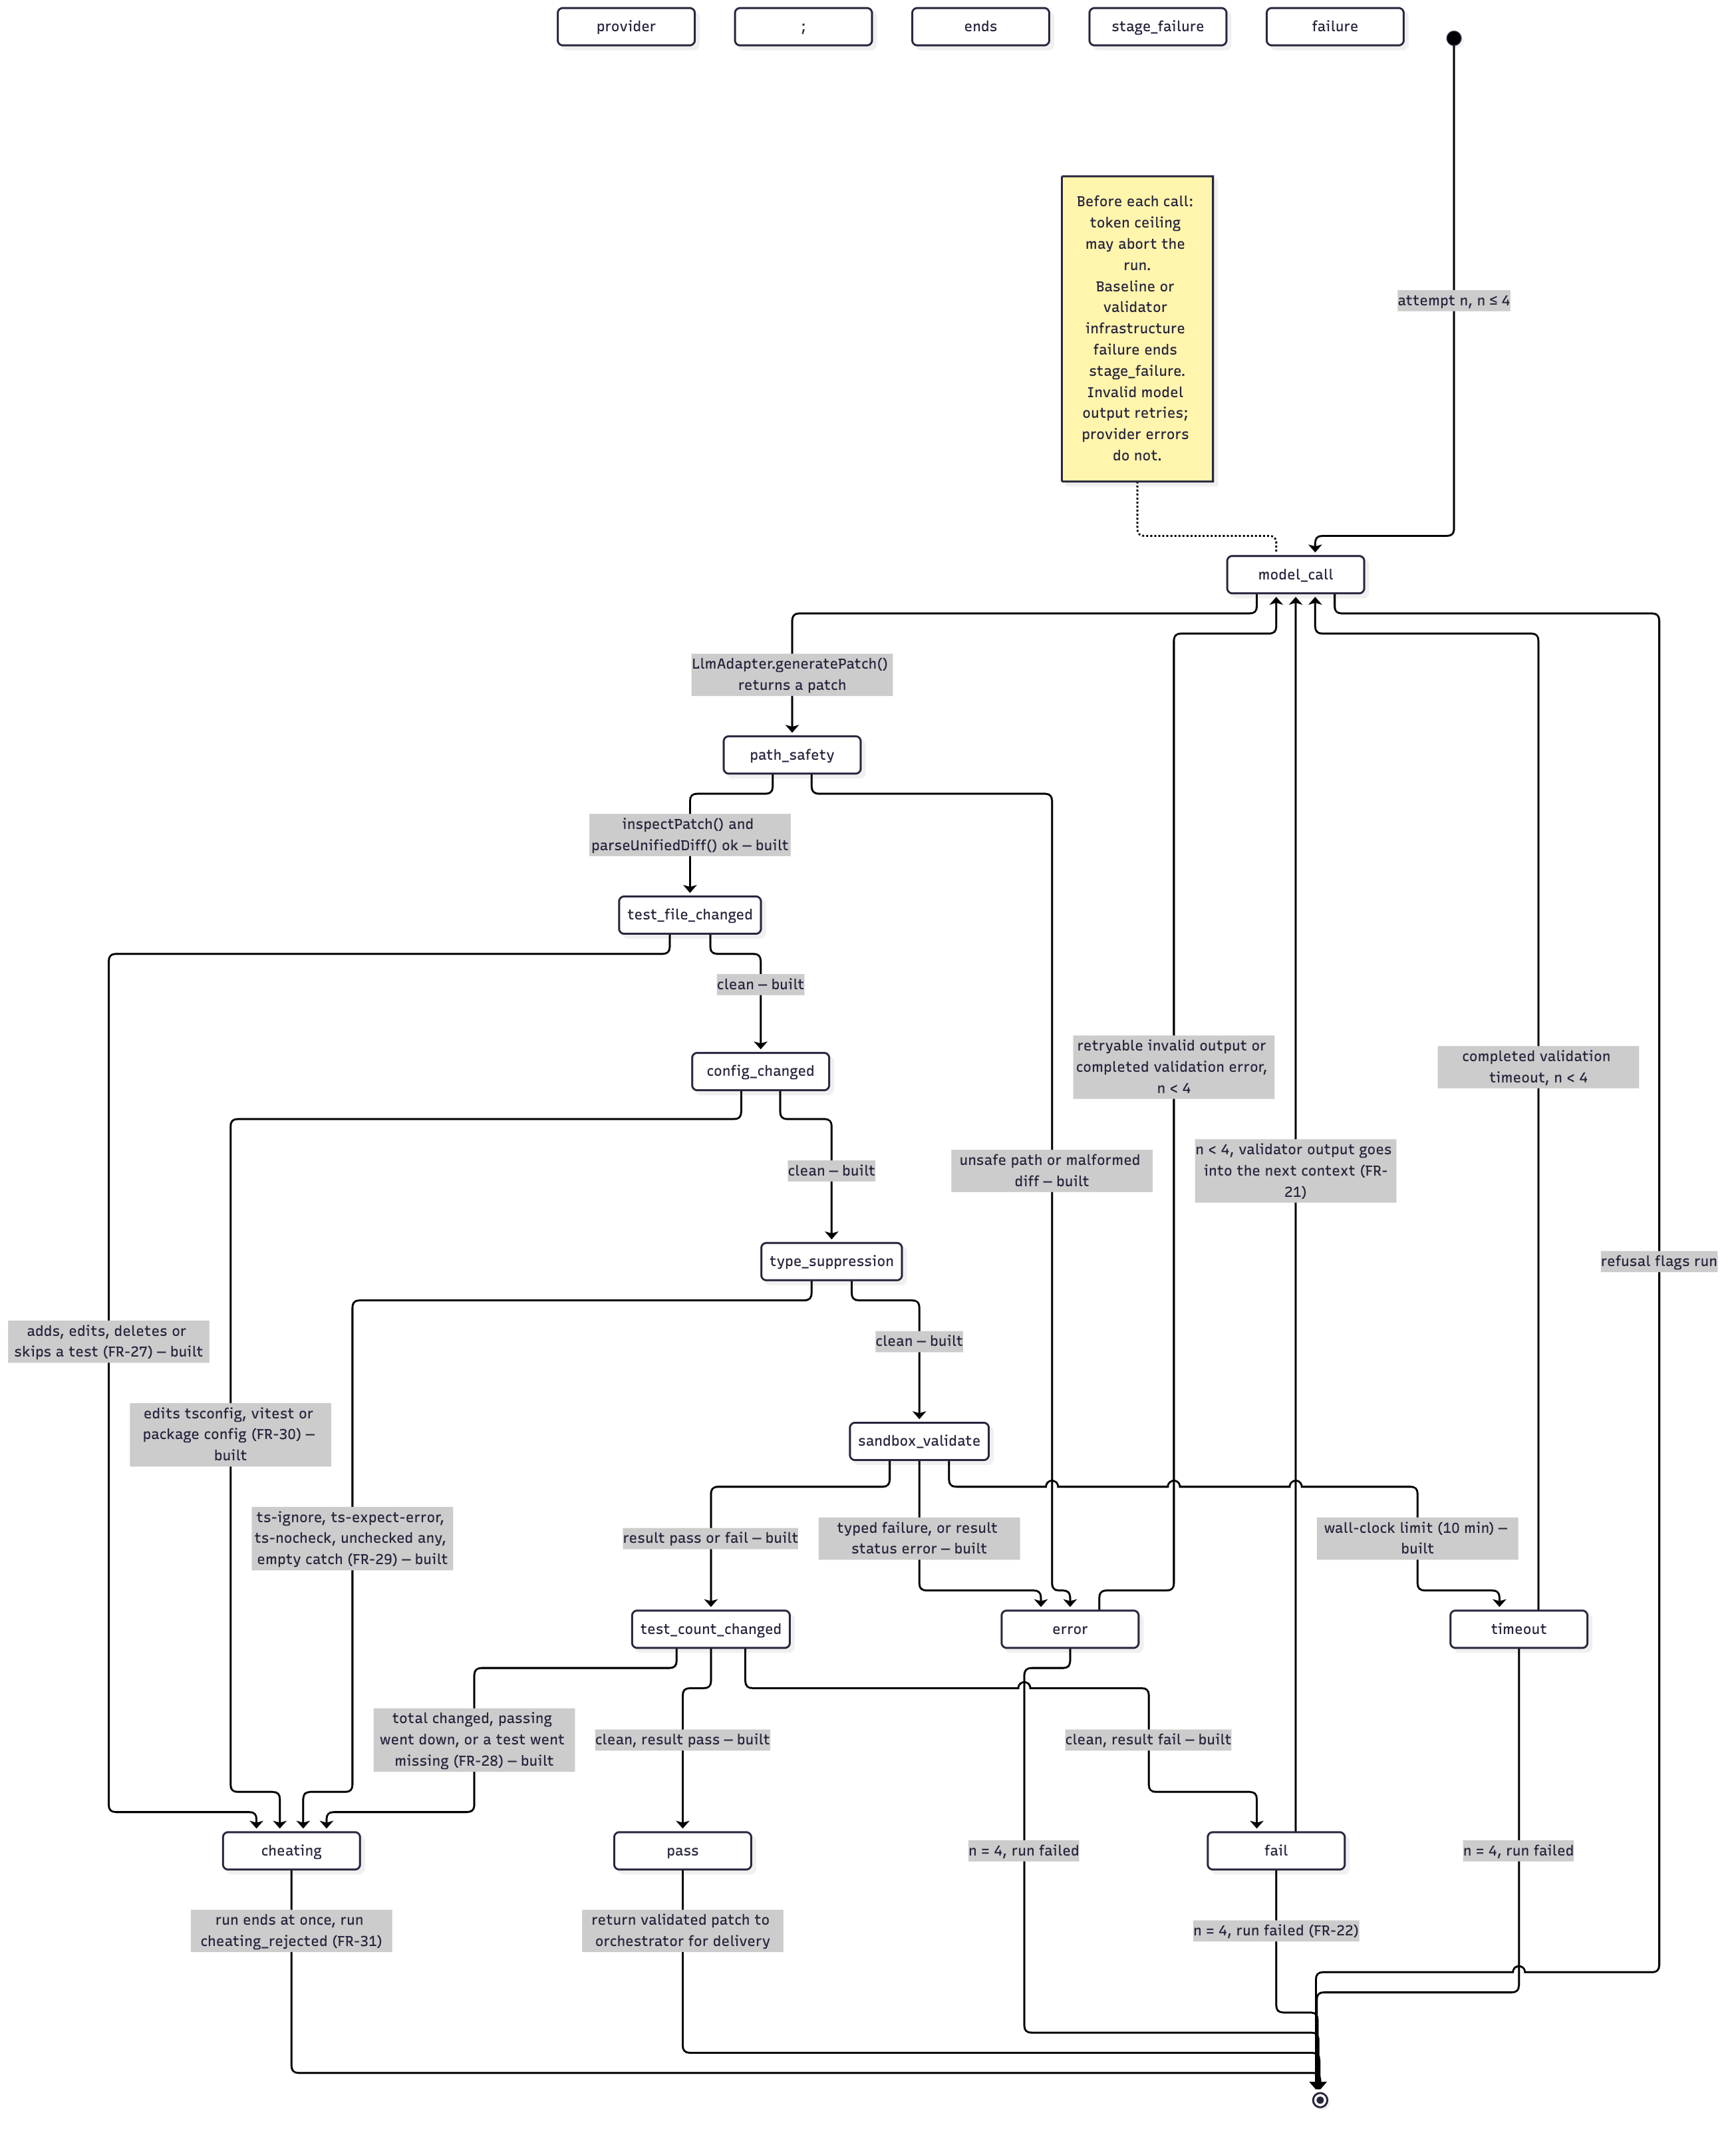 provider
;
ends
stage_failure
failure
Before each call:
token ceiling
may abort the
run.
Baseline or
validator
infrastructure
failure ends
stage_failure.
Invalid model
output retries;
provider errors
do not.
attempt n, n ≤ 4
model_call
LlmAdapter.generatePatch()
returns a patch
path_safety
inspectPatch() and
parseUnifiedDiff() ok — built
test_file_changed
clean — built
config_changed
retryable invalid output or
completed validation error,
n < 4
completed validation
timeout, n < 4
clean — built
unsafe path or malformed
diff — built
n < 4, validator output goes
into the next context (FR-
21)
type_suppression
refusal flags run
adds, edits, deletes or
skips a test (FR-27) — built
clean — built
edits tsconfig, vitest or
package config (FR-30) —
built
sandbox_validate
ts-ignore, ts-expect-error,
ts-nocheck, unchecked any,
empty catch (FR-29) — built
result pass or fail — built
typed failure, or result
status error — built
wall-clock limit (10 min) —
built
test_count_changed
error
timeout
total changed, passing
went down, or a test went
missing (FR-28) — built
clean, result pass — built
clean, result fail — built
cheating
pass
n = 4, run failed
fail
n = 4, run failed
run ends at once, run
cheating_rejected (FR-31)
return validated patch to
orchestrator for delivery
n = 4, run failed (FR-22)